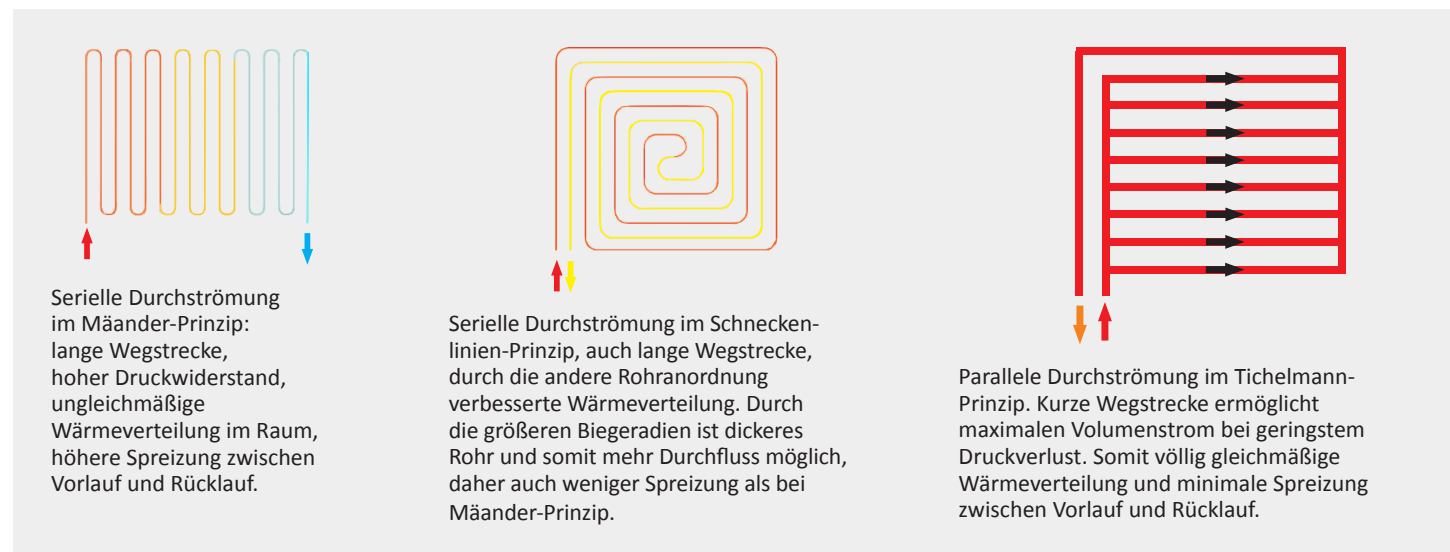 Serielle Durchströmung
im Mäander-Prinzip:
lange Wegstrecke,
hoher Druckwiderstand,
ungleichmäßige
Wärmeverteilung im Raum,
höhere Spreizung zwischen
Vorlauf und Rücklauf.
Serielle Durchströmung im Schnecken-
linien-Prinzip, auch lange Wegstrecke,
durch die andere Rohranordnung
verbesserte Wärmeverteilung. Durch
die größeren Biegeradien ist dickeres
Rohr und somit mehr Durchfluss möglich,
daher auch weniger Spreizung als bei
Mäander-Prinzip.
Parallele Durchströmung im Tichelmann-
Prinzip. Kurze Wegstrecke ermöglicht
maximalen Volumenstrom bei geringstem
Druckverlust. Somit völlig gleichmäßige
Wärmeverteilung und minimale Spreizung
zwischen Vorlauf und Rücklauf.